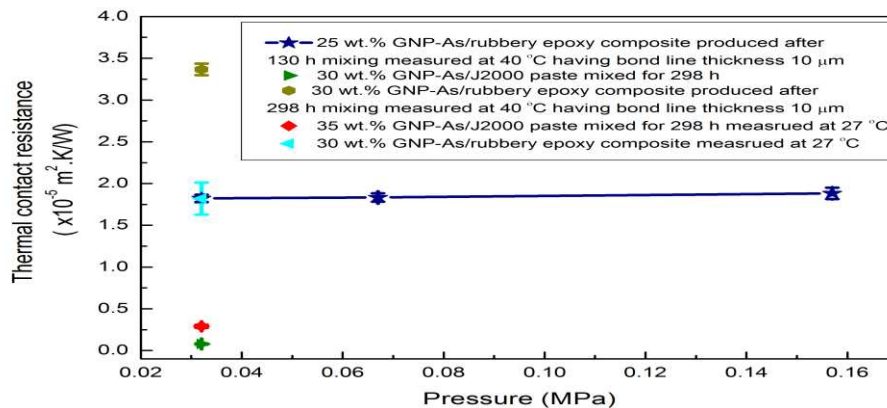 25 wt.% GNP-As/rubbery epoxy composite produced after
130 h mixing measured at 40 °C having bond line thickness 10 μm
30 wt.% GNP-As/J2000 paste mixed for 298 h
30 wt.% GNP-As/rubbery epoxy composite produced after
298 h mixing measured at 40 °C having bond line thickness 10 μm
35 wt.% GNP-As/J2000 paste mixed for 298 h measrued at 27 °C
30 wt.% GNP-As/rubbery epoxy composite measrued at 27 °C
Thermal contact resistance
( x10⁻⁵ m².K/W)
4.0
3.5
3.0
2.5
2.0
1.5
1.0
0.5
0.0
0.02 0.04 0.06 0.08 0.10 0.12 0.14 0.16
Pressure (MPa)